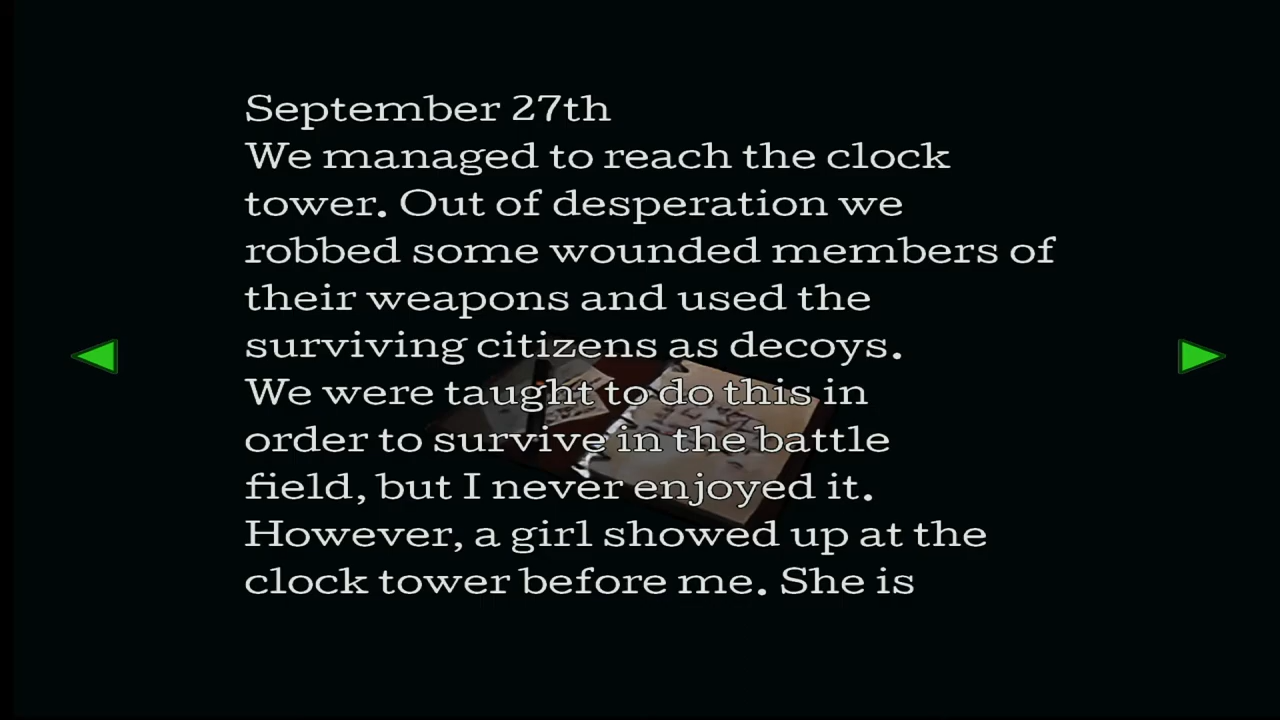 September 27th
We managed to reach the clock
tower. Out of desperation we
robbed some wounded members of
their weapons and used the
surviving citizens as decoys.
We were taught to do this in
order to survive in the battle
field, but I never enjoyed it.
However, a girl showed up at the
clock tower before me. She is